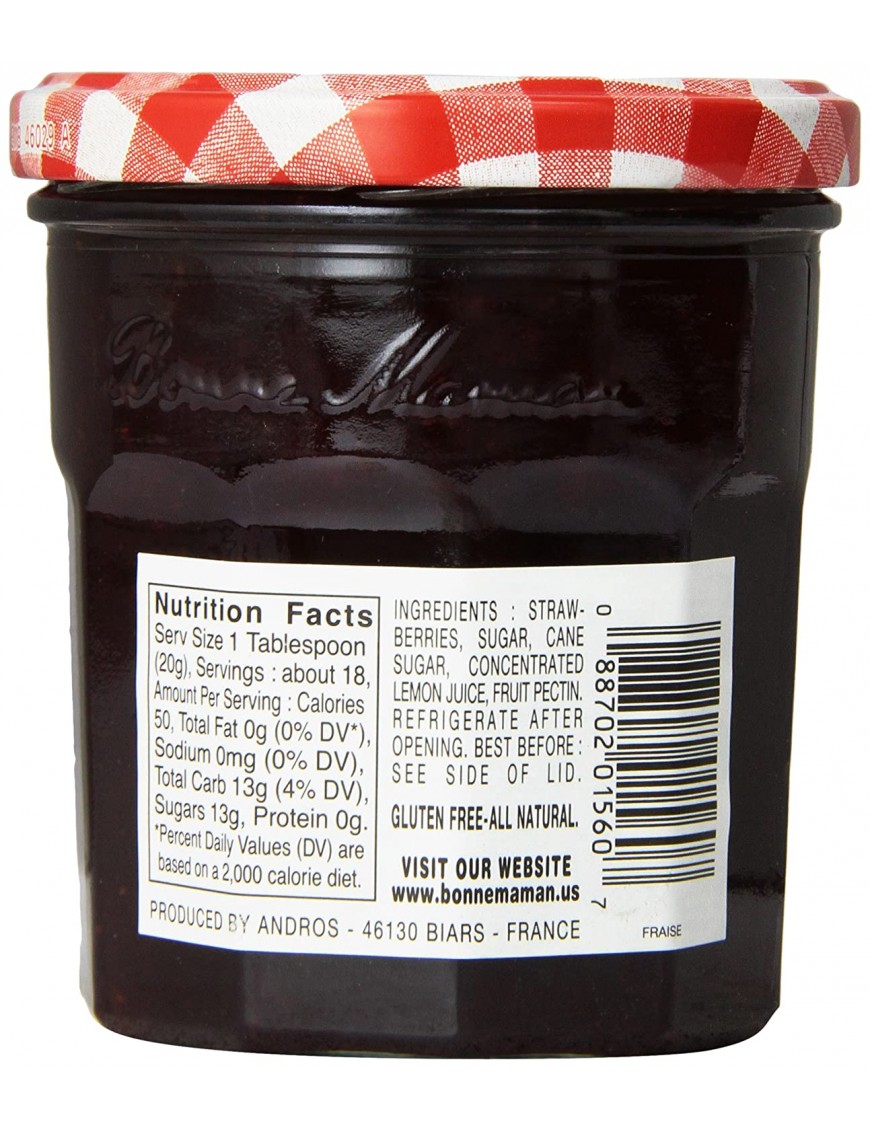 46029 A
Bonne Maman
Nutrition Facts
Serv Size 1 Tablespoon
(20g), Servings : about 18,
Amount Per Serving : Calories
50, Total Fat 0g (0% DV*),
Sodium 0mg (0% DV),
Total Carb 13g (4% DV),
Sugars 13g, Protein 0g.
*Percent Daily Values (DV) are
based on a 2,000 calorie diet.
INGREDIENTS : STRAW-
BERRIES, SUGAR, CANE
SUGAR, CONCENTRATED
LEMON JUICE, FRUIT PECTIN.
REFRIGERATE AFTER
OPENING. BEST BEFORE :
SEE SIDE OF LID.
GLUTEN FREE-ALL NATURAL.
VISIT OUR WEBSITE
www.bonnemaman.us
0 88702 01560 7
PRODUCED BY ANDROS - 46130 BIARS - FRANCE
FRAISE